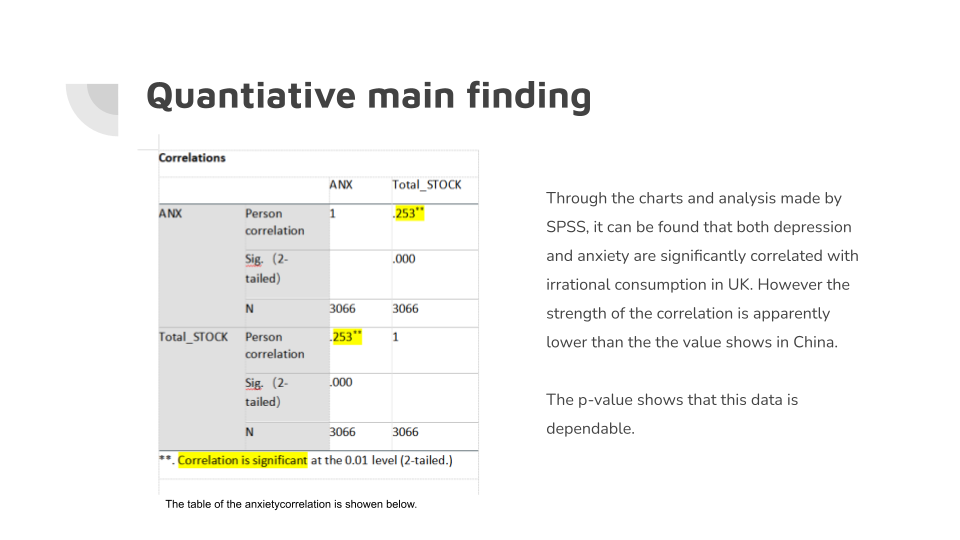 Quantiative main finding
Correlations
ANX Total_STOCK
ANX Person 1 .253**
correlation
Sig.（2- .000
tailed）
N 3066 3066
Total_STOCK Person .253** 1
correlation
Sig.（2- .000
tailed）
N 3066 3066
**. Correlation is significant at the 0.01 level (2-tailed.)
The table of the anxietycorrelation is showen below.
Through the charts and analysis made by
SPSS, it can be found that both depression
and anxiety are significantly correlated with
irrational consumption in UK. However the
strength of the correlation is apparently
lower than the the value shows in China.
The p-value shows that this data is
dependable.